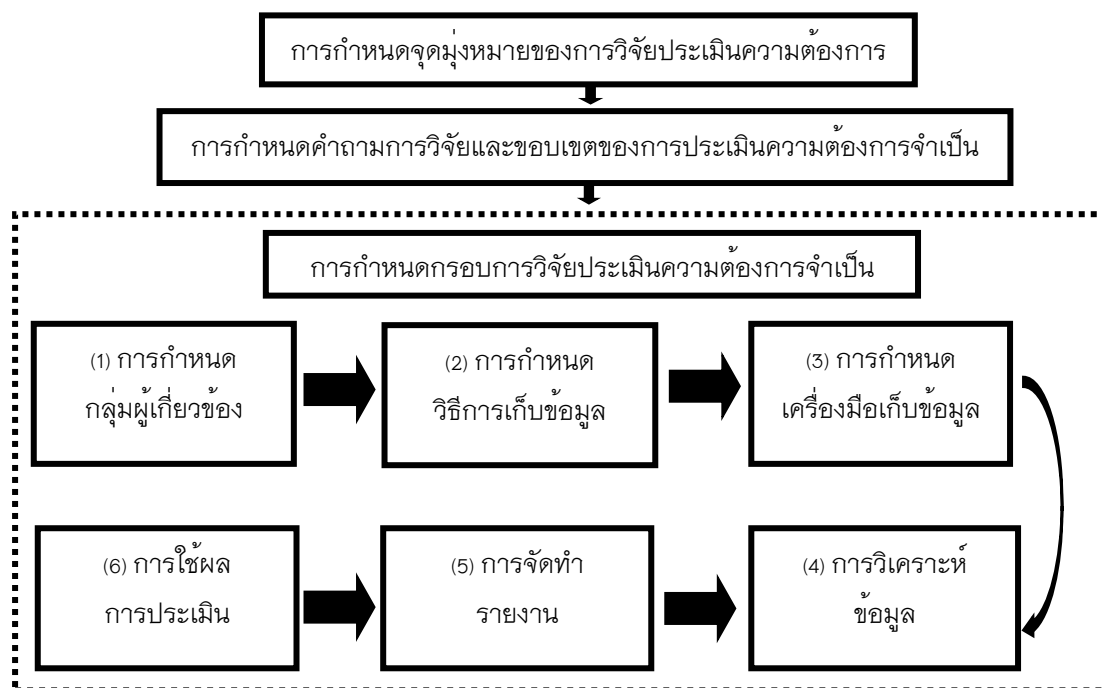 การกำหนดจุดมุ่งหมายของการวิจัยประเมินความต้องการ
การกำหนดคำถามการวิจัยและขอบเขตของการประเมินความต้องการจำเป็น
การกำหนดกรอบการวิจัยประเมินความต้องการจำเป็น
(1) การกำหนด
กลุ่มผู้เกี่ยวข้อง
(2) การกำหนด
วิธีการเก็บข้อมูล
(3) การกำหนด
เครื่องมือเก็บข้อมูล
(4) การวิเคราะห์
ข้อมูล
(5) การจัดทำ
รายงาน
(6) การใช้ผล
การประเมิน